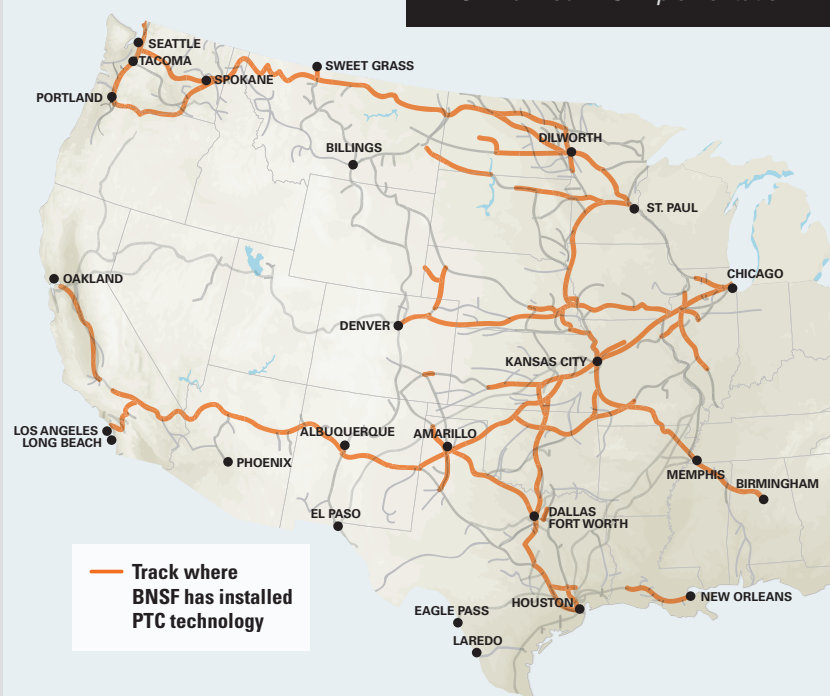 SEATTLE
TACOMA
SWEET GRASS
SPOKANE
PORTLAND
DILWORTH
BILLINGS
ST. PAUL
CHICAGO
OAKLAND
DENVER
KANSAS CITY
LOS ANGELES
LONG BEACH
ALBUQUERQUE
AMARILLO
PHOENIX
MEMPHIS
BIRMINGHAM
EL PASO
DALLAS
FORT WORTH
Track where
BNSF has installed
PTC technology
HOUSTON
NEW ORLEANS
EAGLE PASS
LAREDO